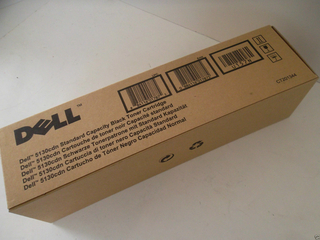 DELL™
Dell™ 5130cdn Standard Capacity Black Toner Cartridge
Dell™ 5130cdn Cartouche de toner noir Capacité standard
Dell™ 5130cdn Schwarze Tonerpatrone mit Standard Kapazität
Dell™ 5130cdn Cartuccia di toner nero Capacità Standard
Dell™ 5130cdn Cartucho de Tóner Negro Capacidad Normal